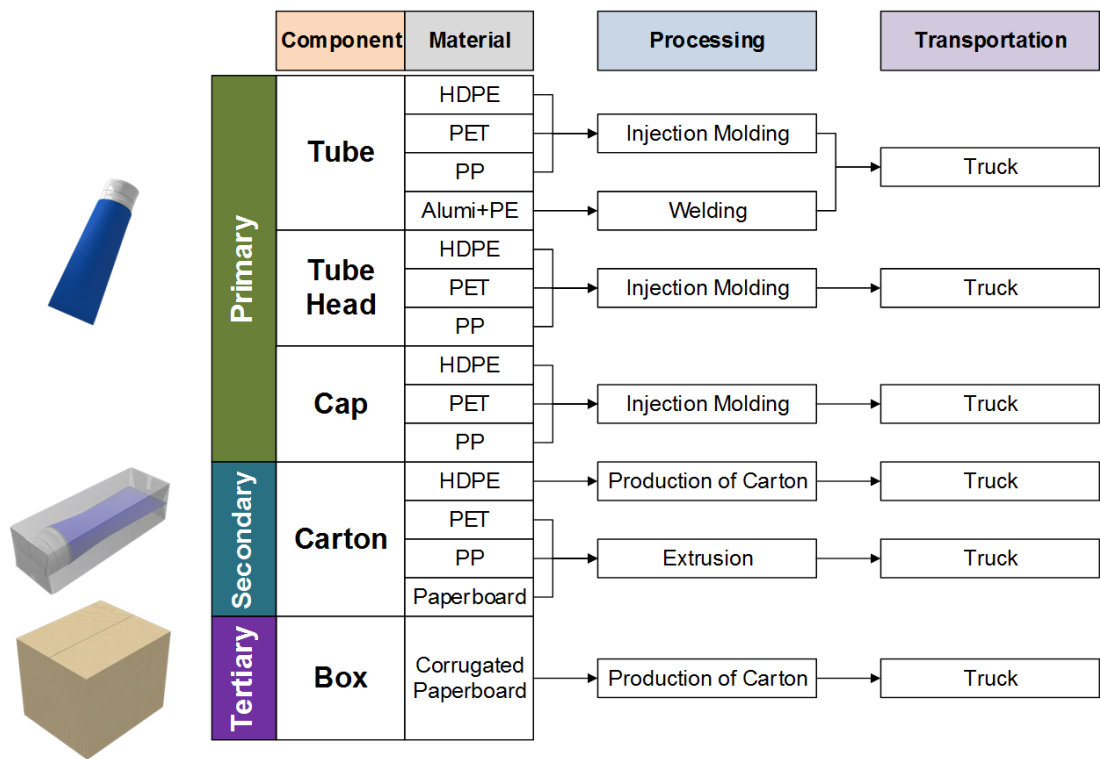 Component
Material
Processing
Transportation
Primary
Tube
HDPE
PET
PP
Alumi+PE
Injection Molding
Welding
Truck
Tube
Head
HDPE
PET
PP
Injection Molding
Truck
Cap
HDPE
PET
PP
Injection Molding
Truck
Secondary
Carton
HDPE
PET
PP
Paperboard
Production of Carton
Truck
Extrusion
Truck
Tertiary
Box
Corrugated
Paperboard
Production of Carton
Truck